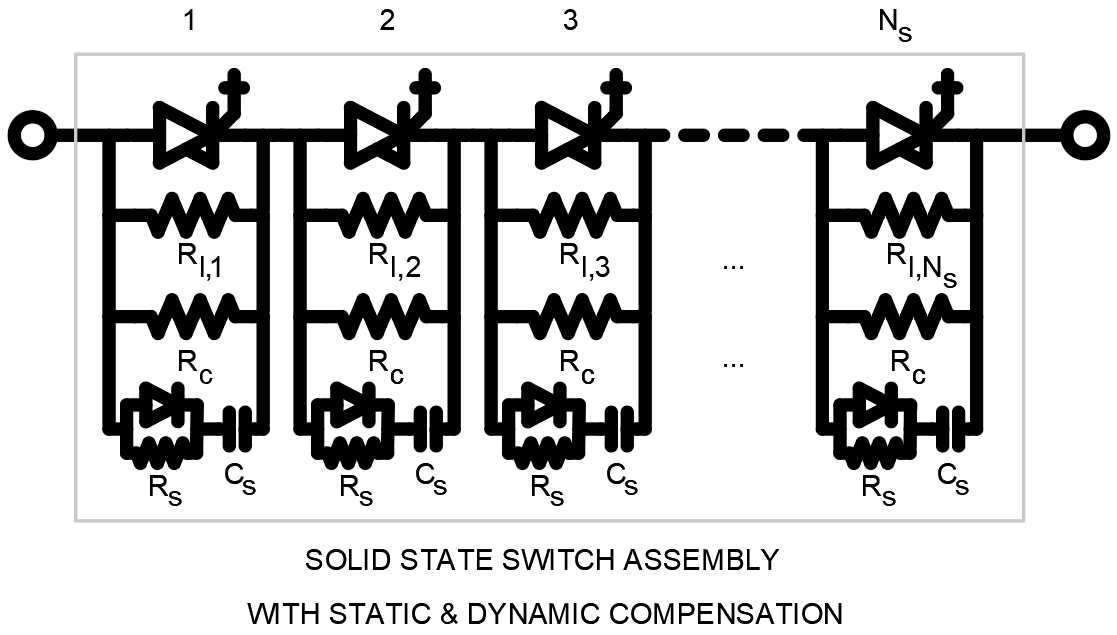 1 2 3 Ns
Rl,1 Rl,2 Rl,3 ... Rl,Ns
Rc Rc Rc ... Rc
Rs Cs Rs Cs Rs Cs Rs Cs
SOLID STATE SWITCH ASSEMBLY
WITH STATIC & DYNAMIC COMPENSATION